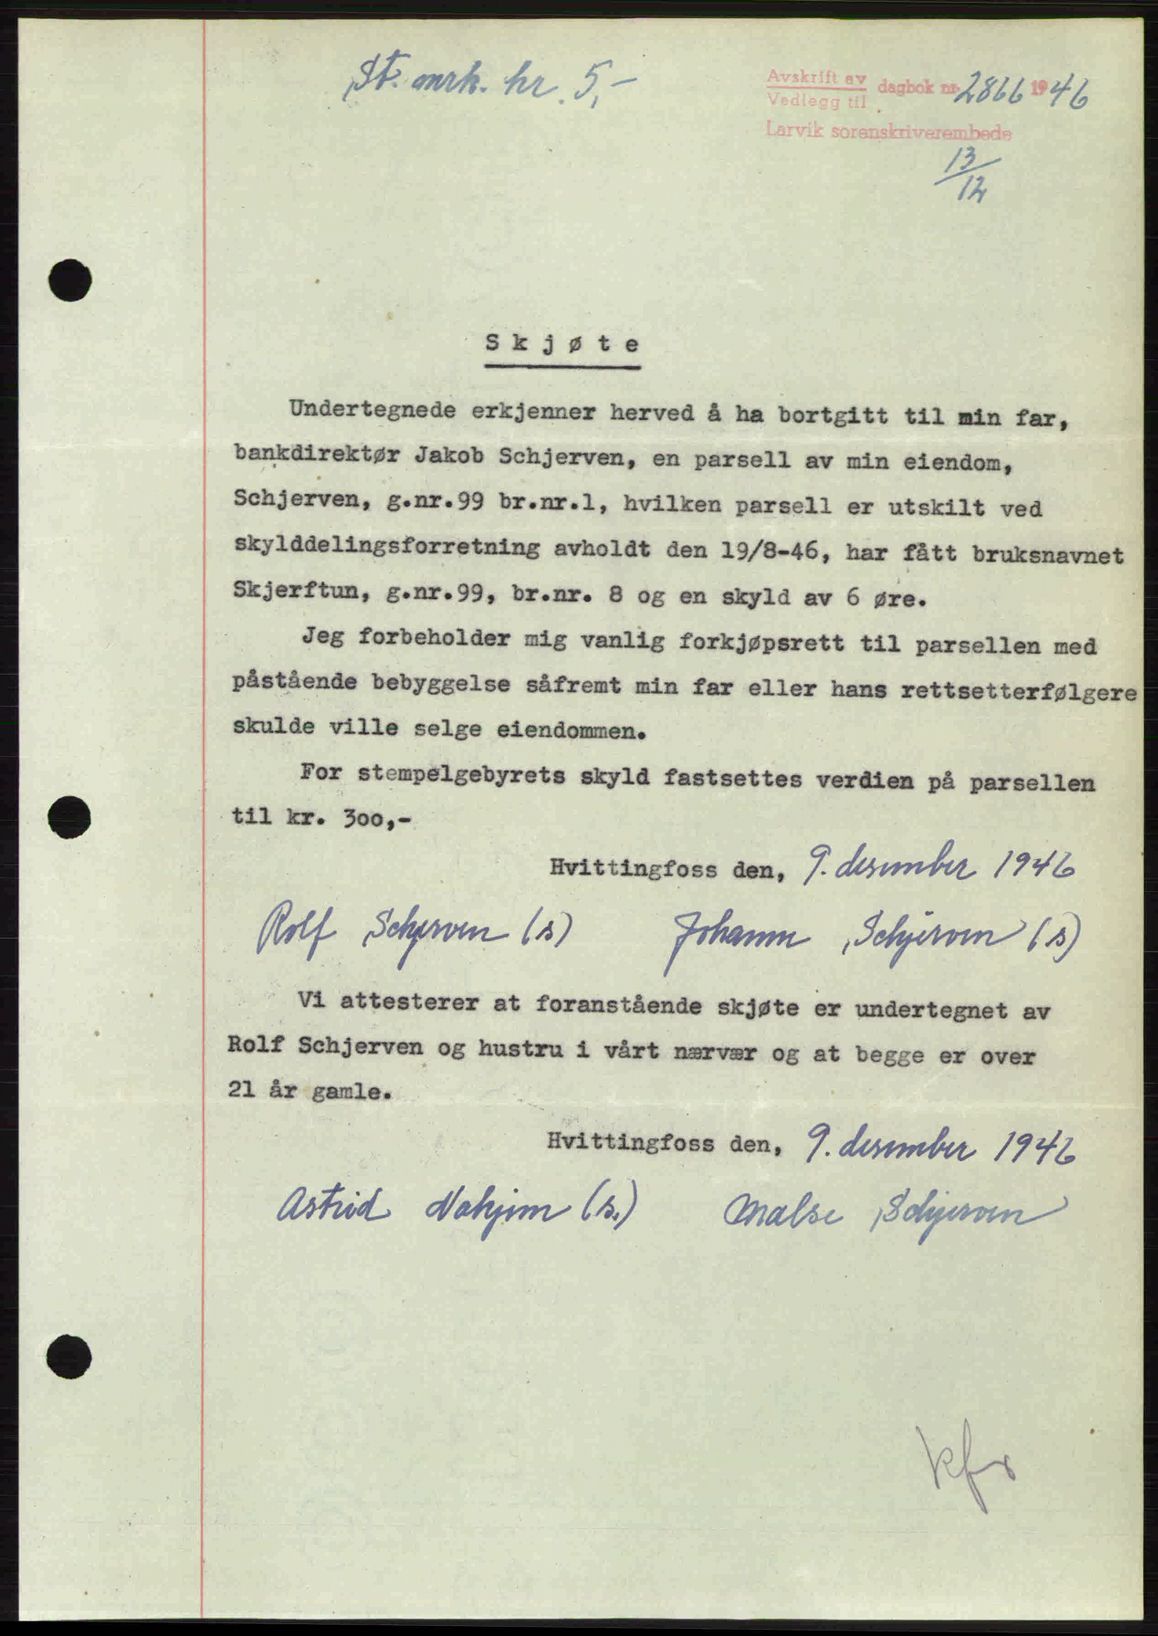 St. mrk. kr. 5,-
Avskrift av
Vedlegg til
dagbok nr. 2866 1946
Larvik sorenskriverembede
13/12
Skjøte
Undertegnede erkjenner herved å ha bortgitt til min far,
bankdirektør Jakob Schjerven, en parsell av min eiendom,
Schjerven, g.nr.99 br.nr.1, hvilken parsell er utskilt ved
skylddelingsforretning avholdt den 19/8-46, har fått bruksnavnet
Skjerftun, g.nr.99, br.nr. 8 og en skyld av 6 øre.
Jeg forbeholder mig vanlig forkjøpsrett til parsellen med
påstående bebyggelse såfremt min far eller hans rettsetterfølgere
skulde ville selge eiendommen.
For stempelgebyrets skyld fastsettes verdien på parsellen
til kr. 300,-
Hvittingfoss den, 9. desember 1946
Rolf Schjerven (s) Johanne Schjerven (s)
Vi attesterer at foranstående skjøte er undertegnet av
Rolf Schjerven og hustru i vårt nærvær og at begge er over
21 år gamle.
Hvittingfoss den, 9. desember 1946
Astrid (s.) Schjerven